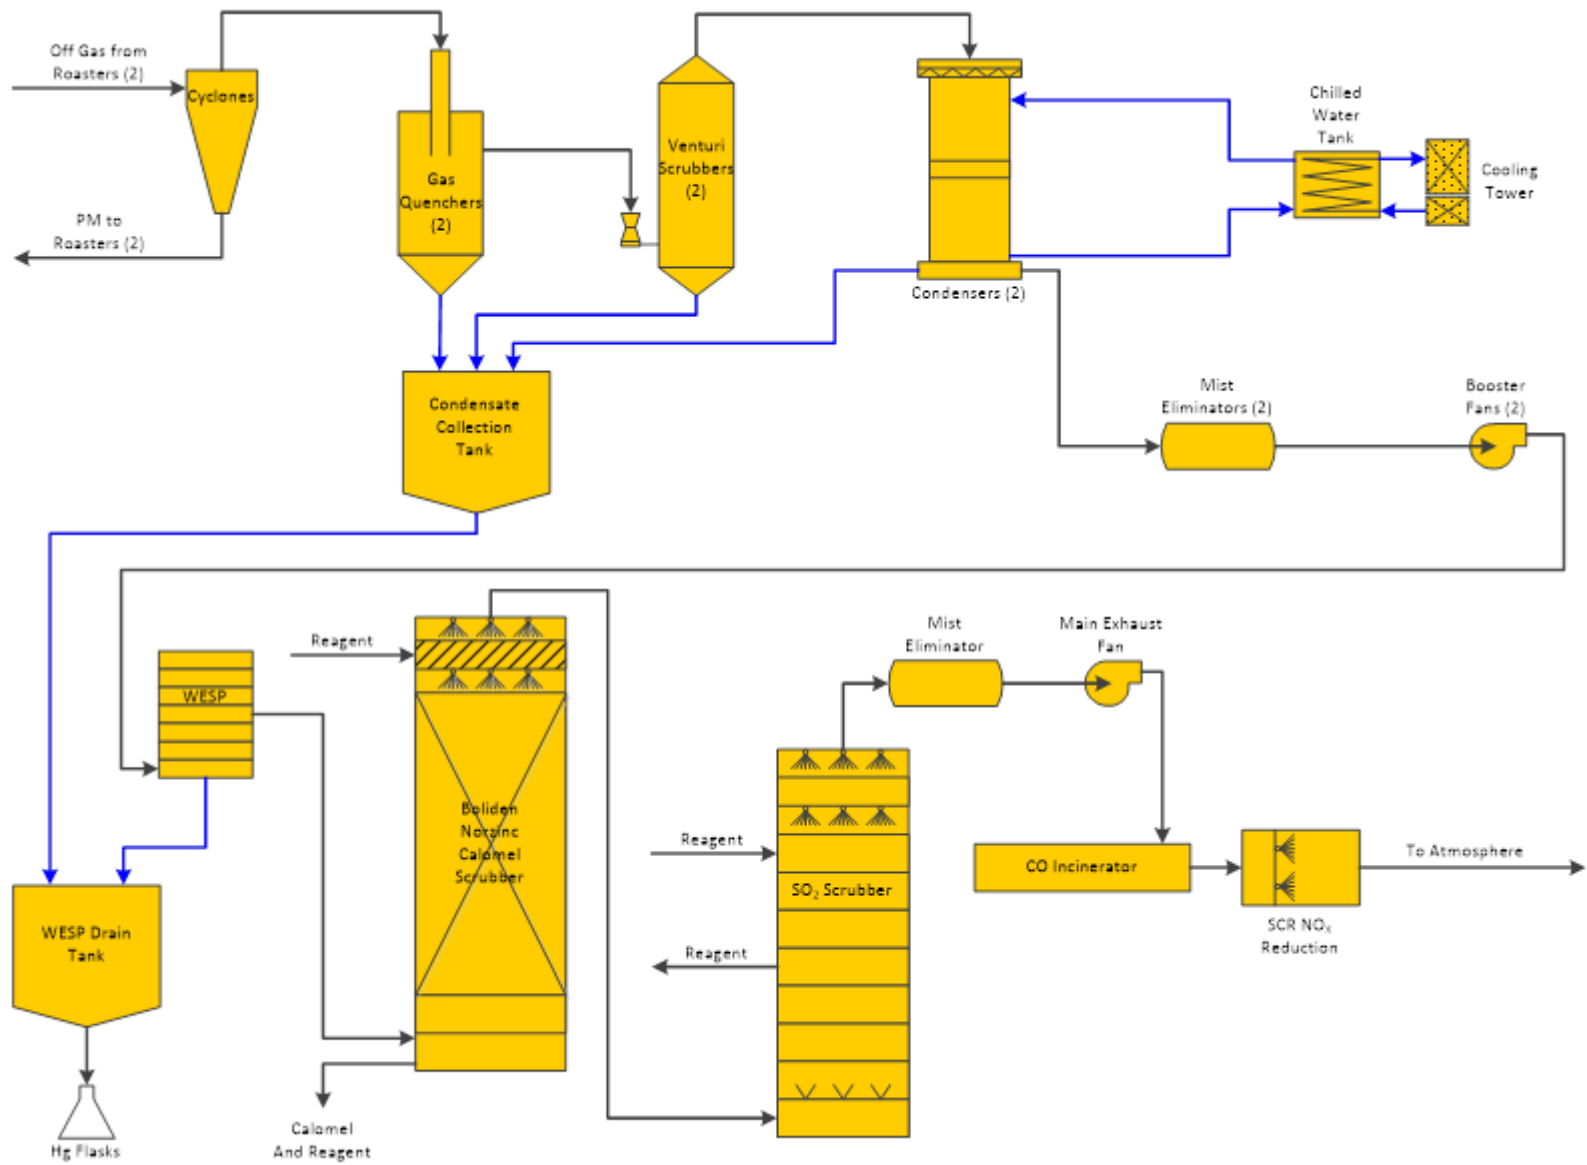 Off Gas from
Roasters (2)
Cyclones
PM to
Roasters (2)
Gas
Quenchers
(2)
Venturi
Scrubbers
(2)
Condensers (2)
Chilled
Water
Tank
Cooling
Tower
Condensate
Collection
Tank
Mist
Eliminators (2)
Booster
Fans (2)
WESP
Reagent
Boliden
Norzinc
Calomel
Scrubber
Mist
Eliminator
Main Exhaust
Fan
Reagent
SO₂ Scrubber
Reagent
CO Incinerator
SCR NOₓ
Reduction
To Atmosphere
WESP Drain
Tank
Hg Flasks
Calomel
And Reagent